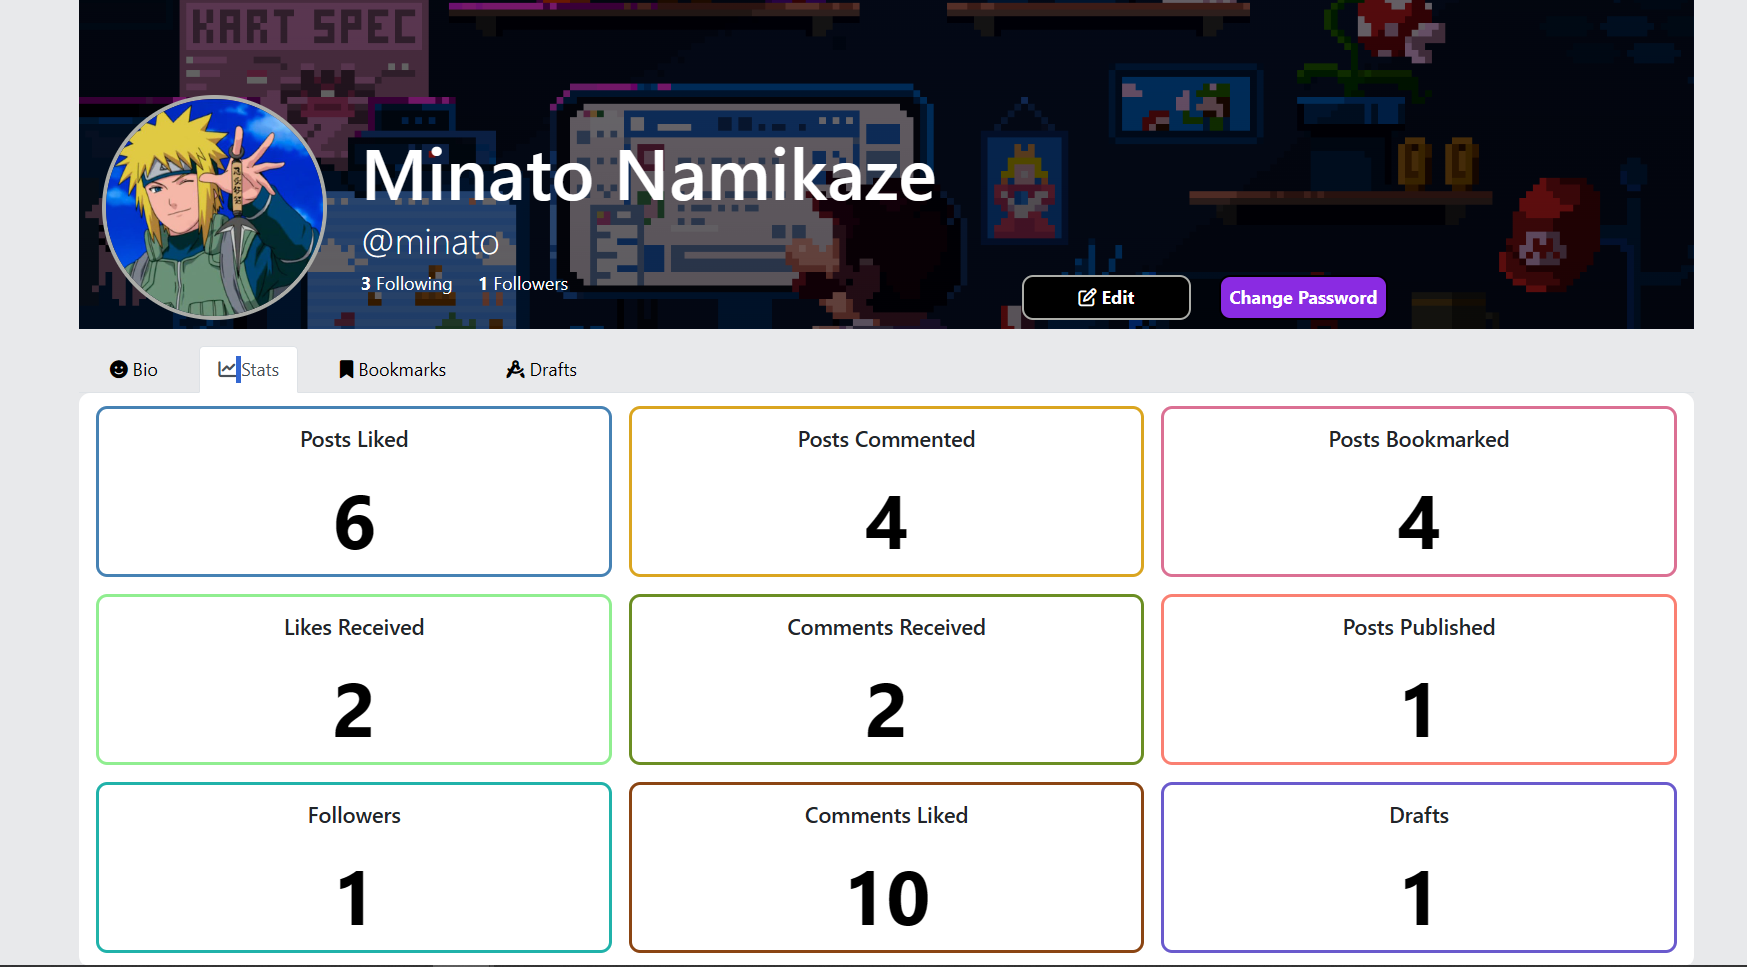 KART SPEC
Minato Namikaze
@minato
3 Following 1 Followers
Edit Change Password
Bio Stats Bookmarks Drafts
Posts Liked Posts Commented Posts Bookmarked
6 4 4
Likes Received Comments Received Posts Published
2 2 1
Followers Comments Liked Drafts
1 10 1